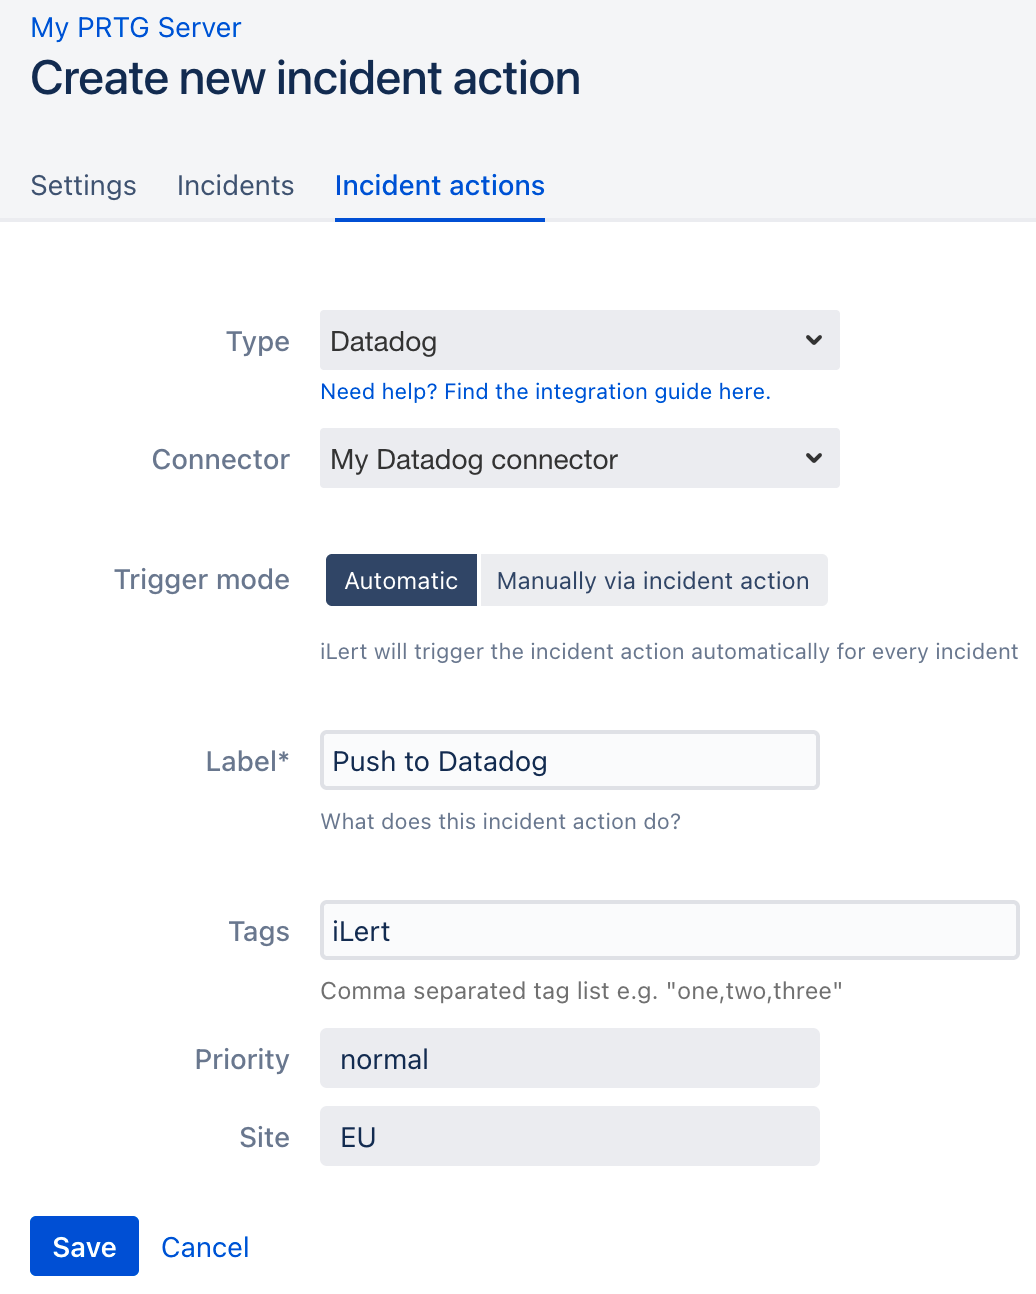 My PRTG Server
Create new incident action
Settings Incidents Incident actions
Type Datadog
Need help? Find the integration guide here.
Connector My Datadog connector
Trigger mode Automatic Manually via incident action
iLert will trigger the incident action automatically for every incident
Label* Push to Datadog
What does this incident action do?
Tags iLert
Comma separated tag list e.g. "one,two,three"
Priority normal
Site EU
Save Cancel